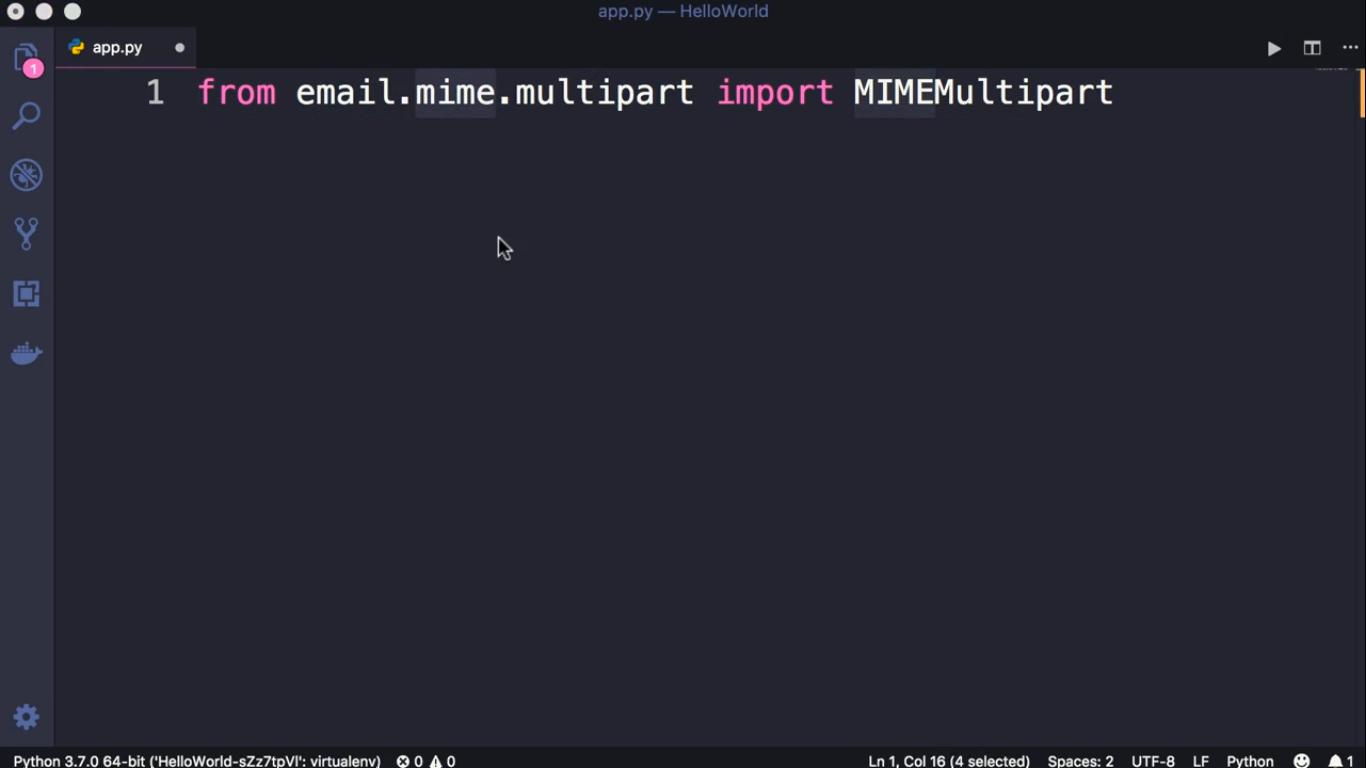 app.py — HelloWorld
app.py
1
1 from email.mime.multipart import MIMEMultipart
Python 3.7.0 64-bit ('HelloWorld-sZz7tpVl': virtualenv) 0 0 Ln 1, Col 16 (4 selected) Spaces: 2 UTF-8 LF Python 1